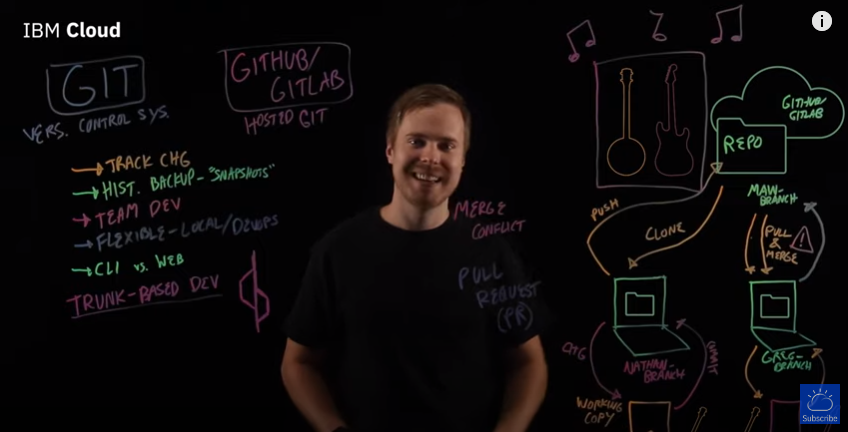 IBM Cloud
GIT
VERS. CONTROL SYS.
GITHUB/
GITLAB
HOSTED GIT
TRACK CHG
HIST. BACKUP - "SNAPSHOTS"
TEAM DEV
FLEXIBLE - LOCAL/DEVOPS
CLI vs. WEB
TRUNK-BASED DEV
MERGE
CONFLICT
PULL
REQUEST
(PR)
GITHUB/
GITLAB
REPO
MAIN-
BRANCH
PUSH
CLONE
PULL
&
MERGE
!
CHG
NATHAN-
BRANCH
COMMIT
GREG-
BRANCH
WORKING
COPY
i
Subscribe